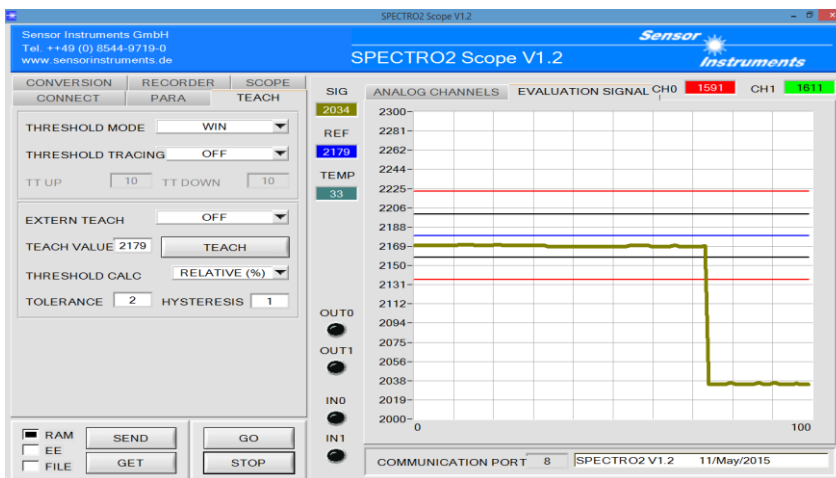 SPECTRO2 Scope V1.2
Sensor Instruments GmbH
Tel. ++49 (0) 8544-9719-0
www.sensorinstruments.de
SPECTRO2 Scope V1.2
Sensor
Instruments
CONVERSION RECORDER SCOPE
CONNECT PARA TEACH
THRESHOLD MODE WIN
THRESHOLD TRACING OFF
TT UP 10 TT DOWN 10
EXTERN TEACH OFF
TEACH VALUE 2179 TEACH
THRESHOLD CALC RELATIVE (%)
TOLERANCE 2 HYSTERESIS 1
RAM
EE
FILE
SEND GO
GET STOP
SIG
2034
REF
2179
TEMP
33
OUT0
OUT1
IN0
IN1
ANALOG CHANNELS EVALUATION SIGNAL CH0 1591 CH1 1611
2300-
2281-
2262-
2244-
2225-
2206-
2188-
2169-
2150-
2131-
2112-
2094-
2075-
2056-
2038-
2019-
2000-
0 100
COMMUNICATION PORT 8 SPECTRO2 V1.2 11/May/2015